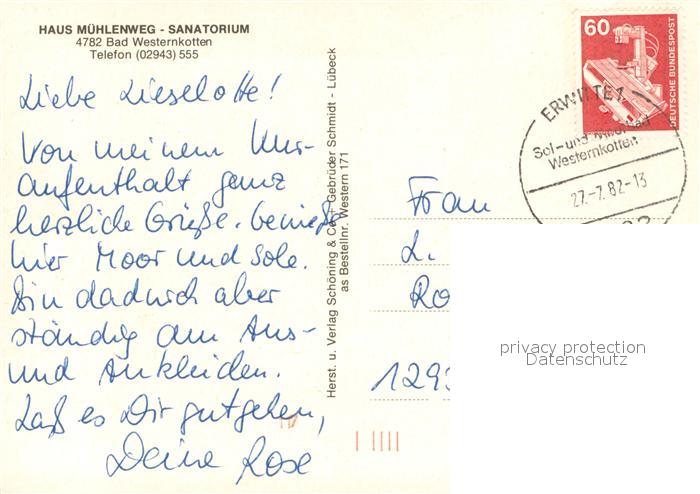 HAUS MÜHLENWEG - SANATORIUM
4782 Bad Westernkotten
Telefon (02943) 555
Liebe Lieselotte!
Von meinem Kur-
aufenthalt ganz
herzliche Grüße. Genieße
hier Moor und Sole.
Bin dadurch aber
ständig am Aus-
und Ankleiden.
Laß es Dir gutgehen,
Deine Rose
Herst. u. Verlag Schöning & Co + Gebrüder Schmidt - Lübeck
as Bestellnr. Western 171
60
DEUTSCHE BUNDESPOST
ERWITTE 1
Sol- und
Westernkotten
27.-7.82-13
Frau
L.
Ro
129
privacy protection
Datenschutz